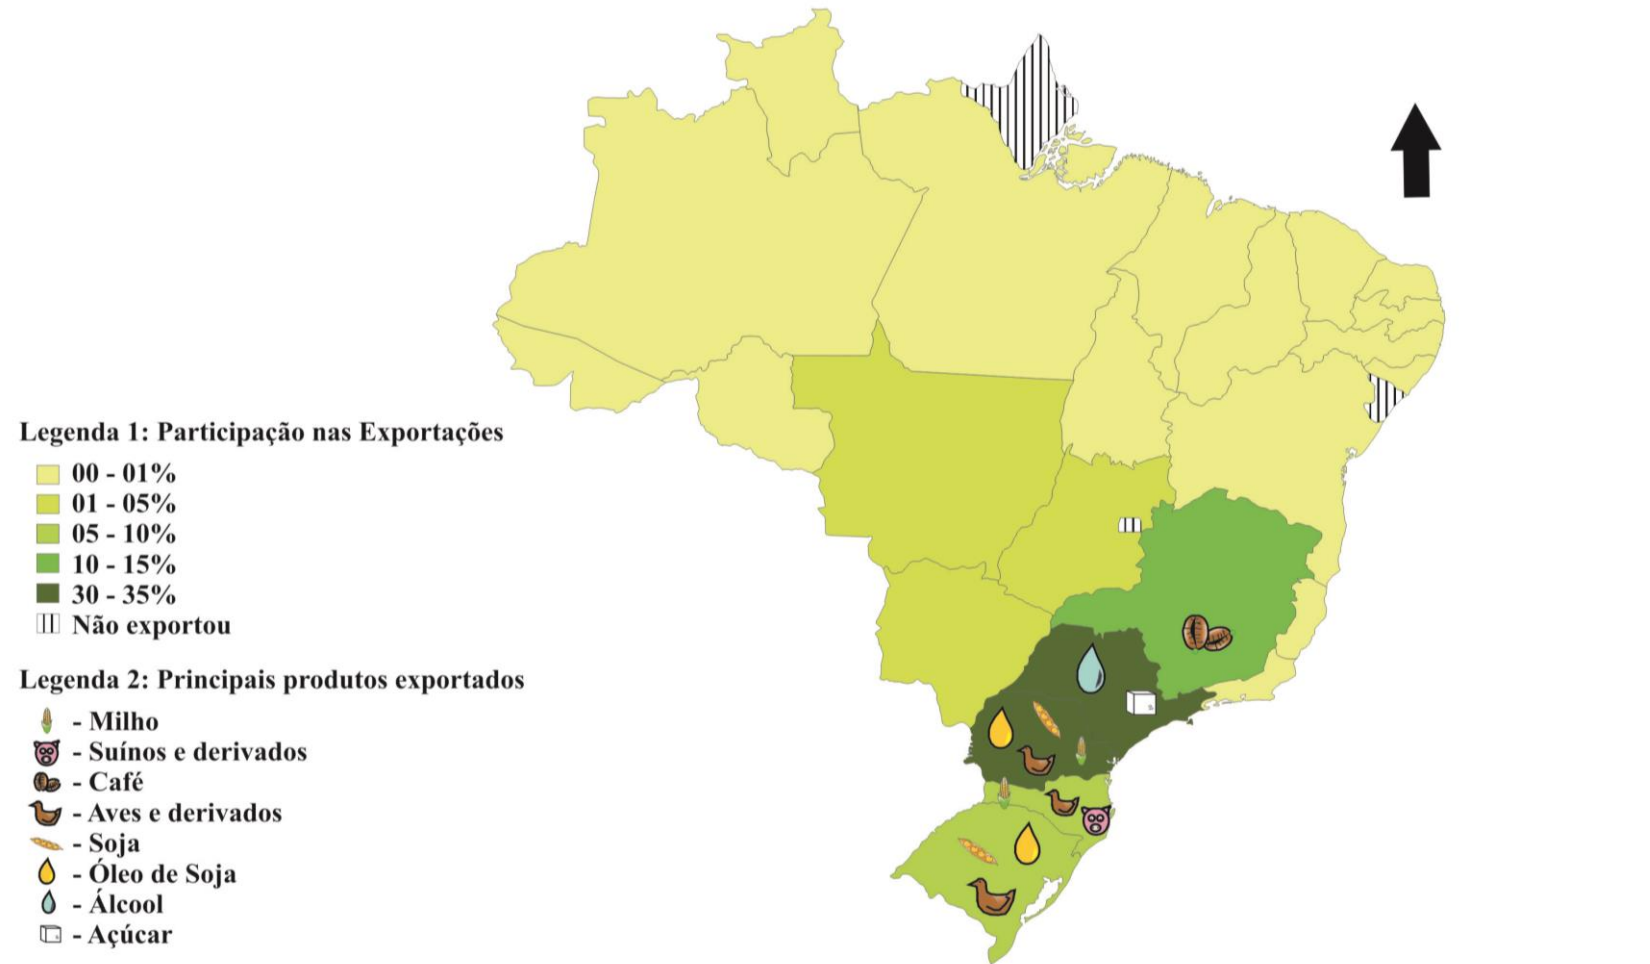 Legenda 1: Participação nas Exportações
00 - 01%
01 - 05%
05 - 10%
10 - 15%
30 - 35%
Não exportou
Legenda 2: Principais produtos exportados
- Milho
- Suínos e derivados
- Café
- Aves e derivados
- Soja
- Óleo de Soja
- Álcool
- Açúcar